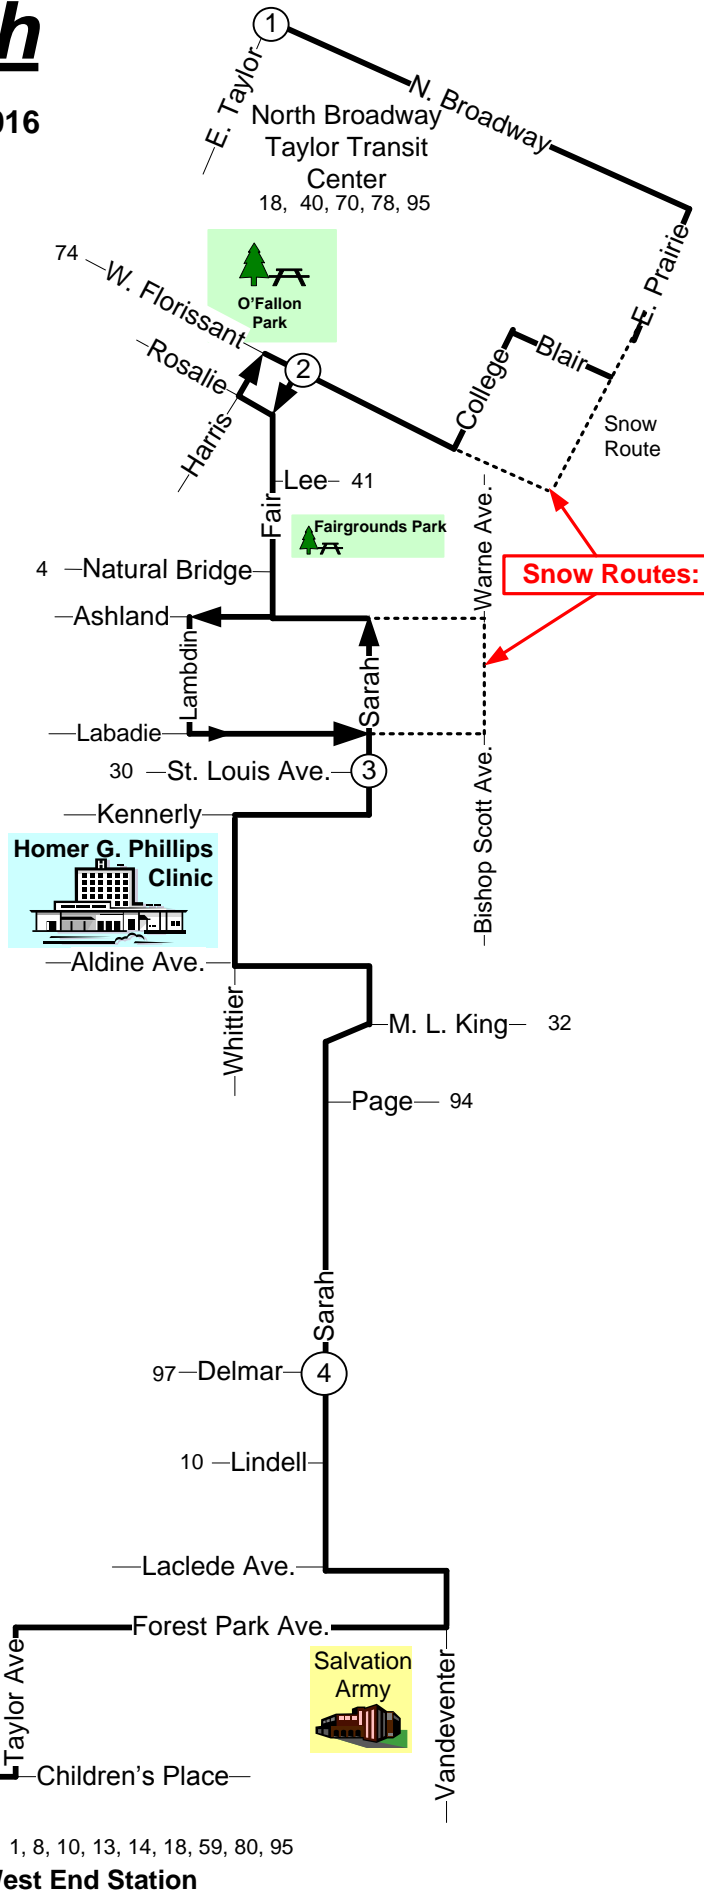 h
016
1
E. Taylor
N. Broadway
North Broadway
Taylor Transit
Center
18, 40, 70, 78, 95
E. Prairie
74
W. Florissant
O'Fallon
Park
Rosalie
2
Harris
College
Blair
Snow
Route
Lee 41
Fair
Fairgrounds Park
Warne Ave.
4 Natural Bridge
Snow Routes:
Ashland
Lambdin
Sarah
Labadie
30 St. Louis Ave. 3
Bishop Scott Ave.
Kennerly
Homer G. Phillips
Clinic
Aldine Ave.
Whittier
M. L. King 32
Page 94
Sarah
97 Delmar 4
10 Lindell
Laclede Ave.
Forest Park Ave.
Taylor Ave
Salvation
Army
Vandeventer
Children's Place
1, 8, 10, 13, 14, 18, 59, 80, 95
West End Station